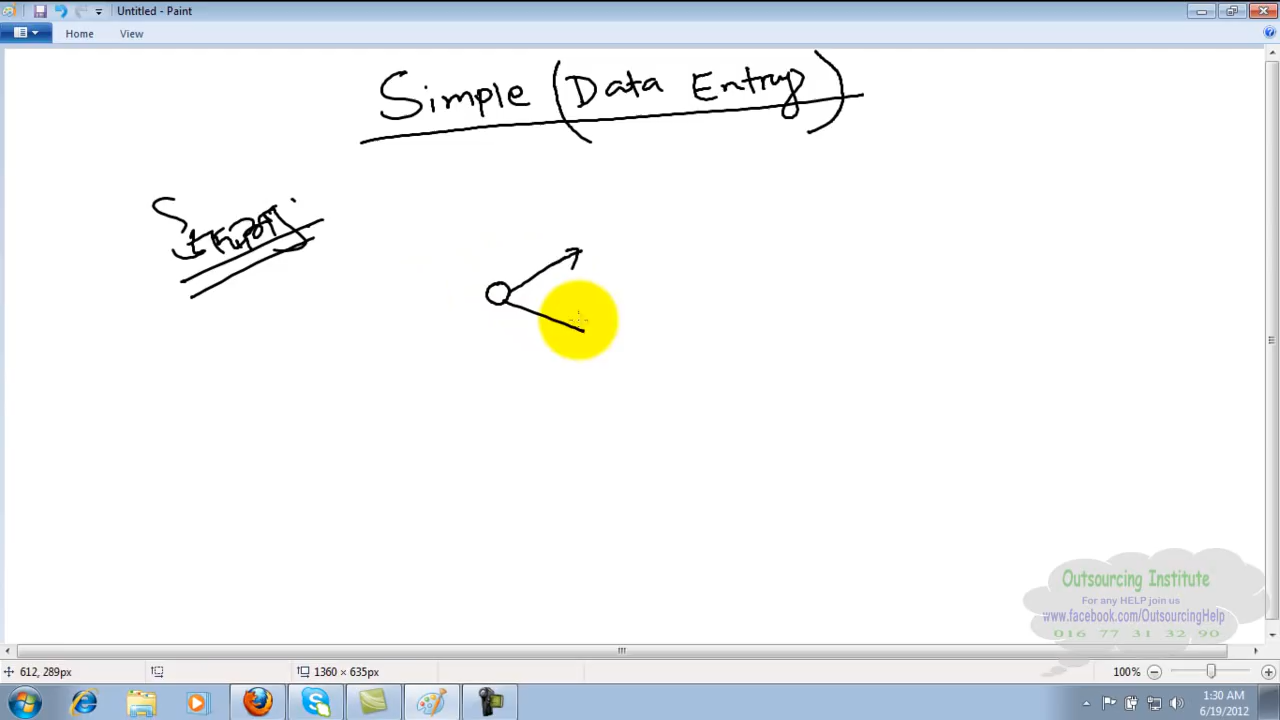 Untitled - Paint
Home View
Simple (Data Entry)
Outsourcing Institute
For any HELP join us
www.facebook.com/OutsourcingHelp
016 77 31 32 90
612, 289px 1360 × 635px 100%
1:30 AM
6/19/2012